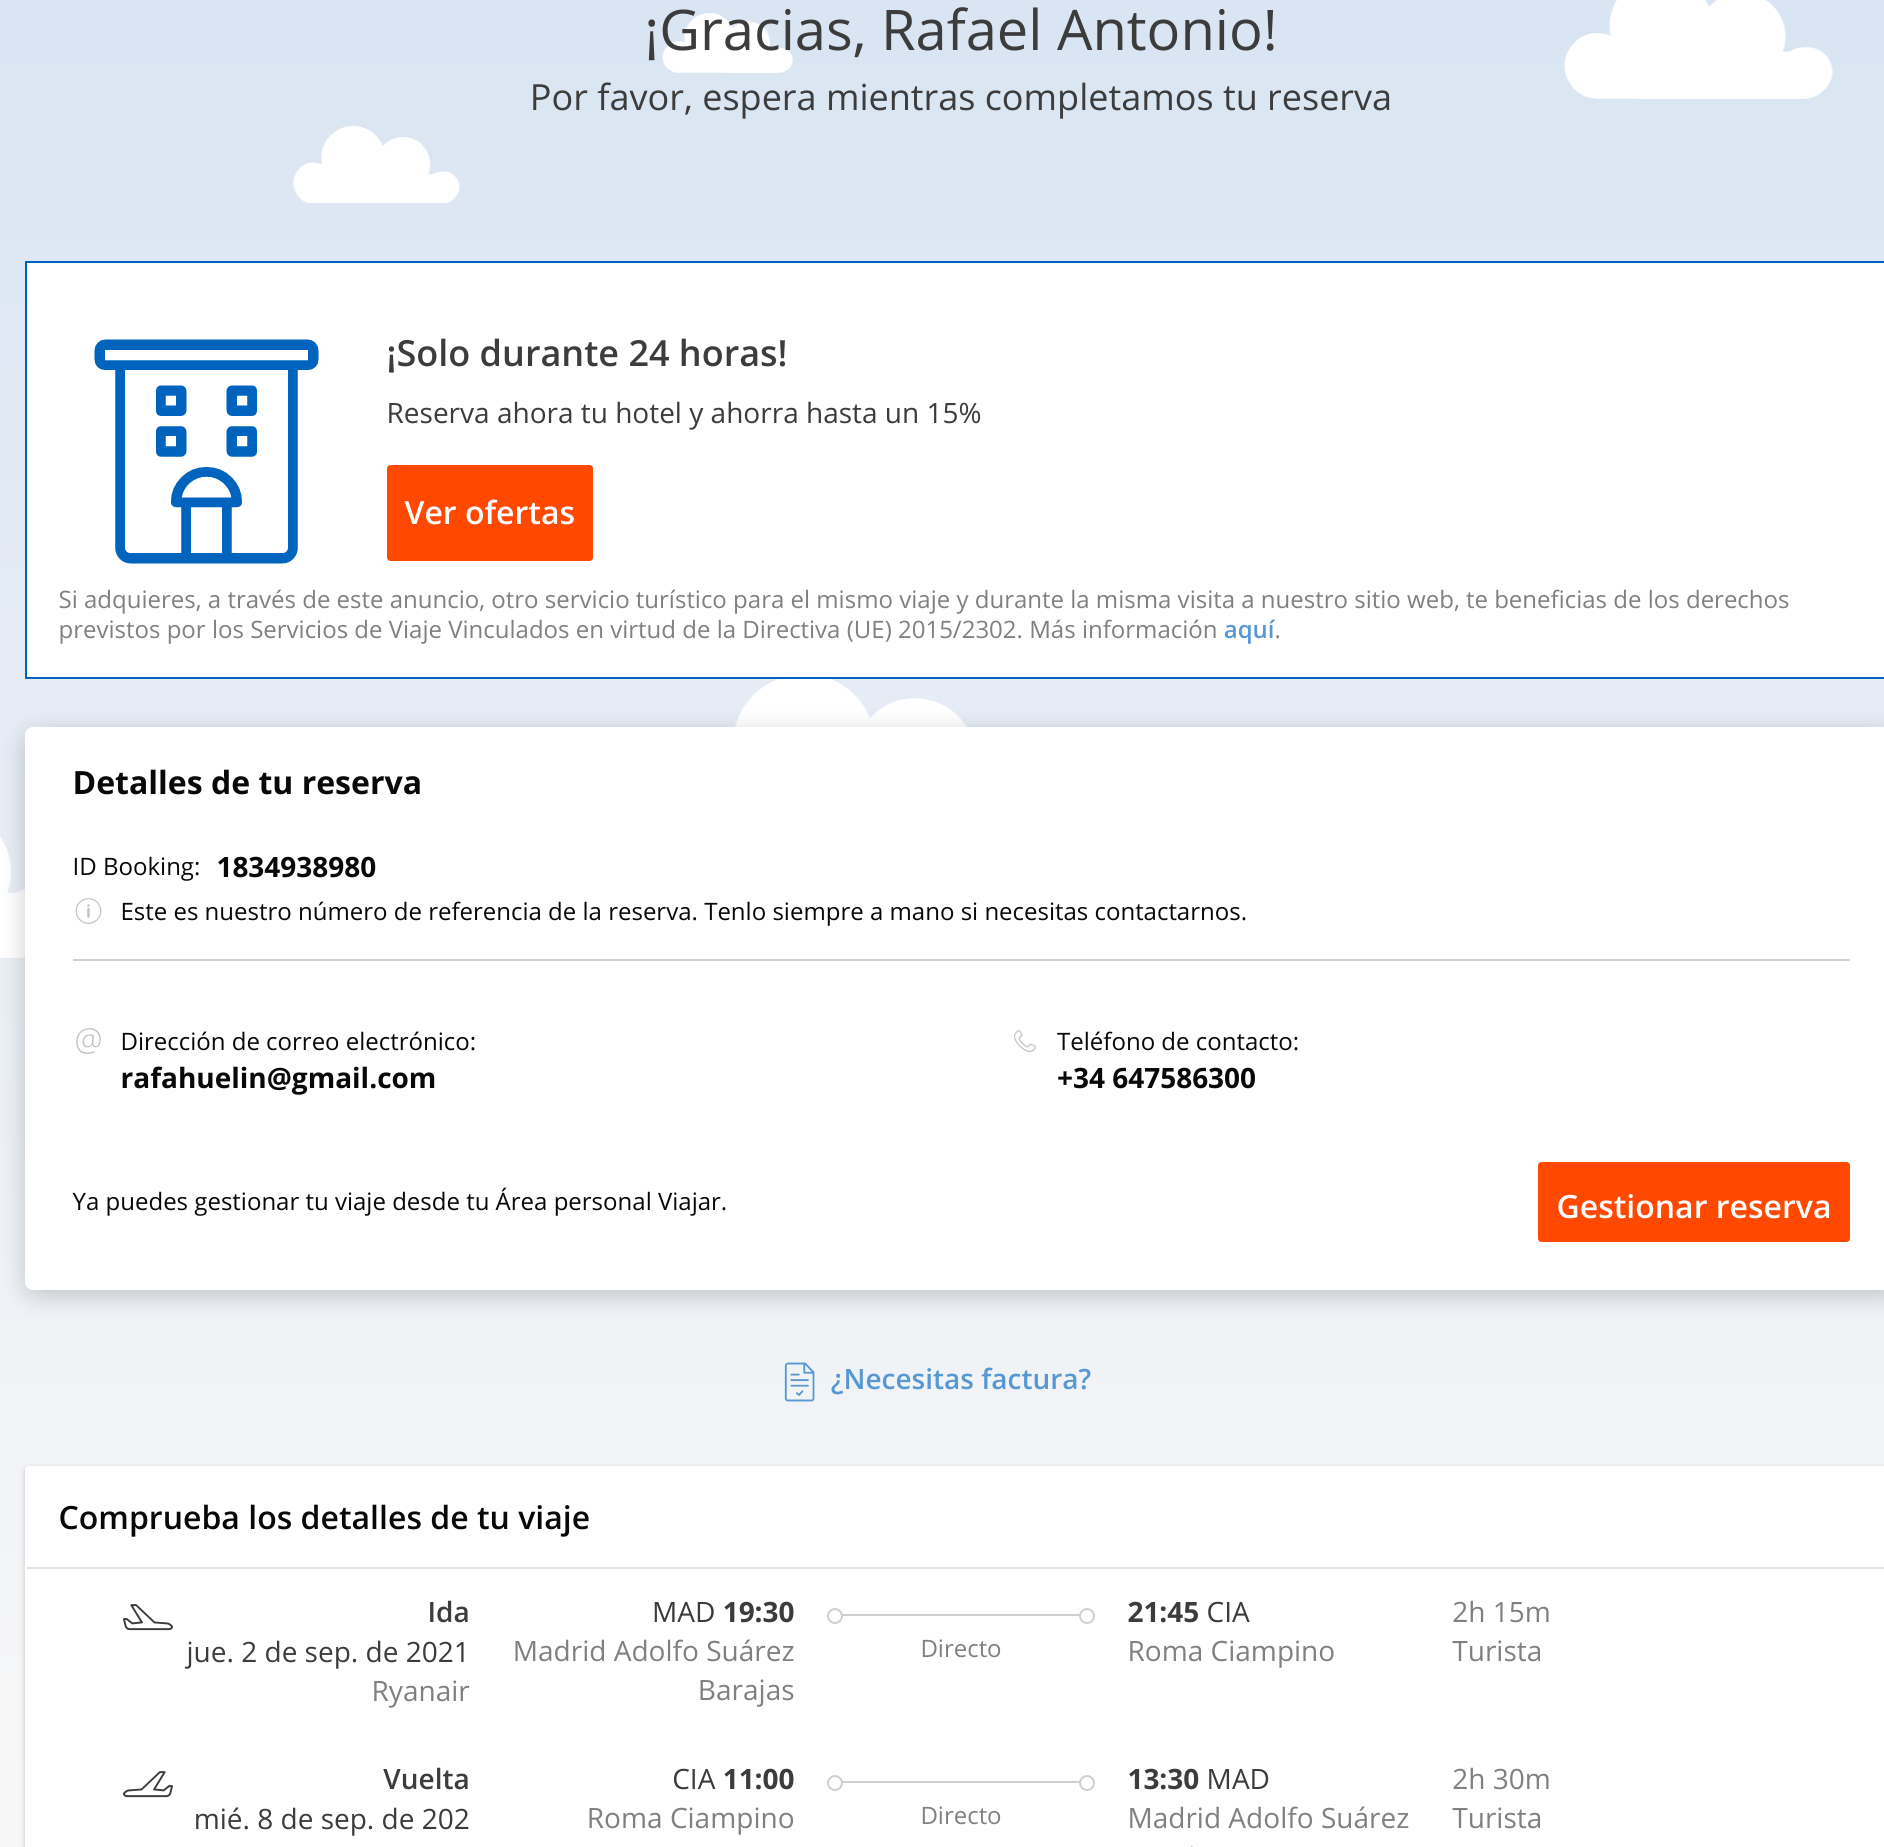 ¡Gracias, Rafael Antonio!
Por favor, espera mientras completamos tu reserva
¡Solo durante 24 horas!
Reserva ahora tu hotel y ahorra hasta un 15%
Ver ofertas
Si adquieres, a través de este anuncio, otro servicio turístico para el mismo viaje y durante la misma visita a nuestro sitio web, te beneficias de los derechos
previstos por los Servicios de Viaje Vinculados en virtud de la Directiva (UE) 2015/2302. Más información aquí.
Detalles de tu reserva
ID Booking: 1834938980
Este es nuestro número de referencia de la reserva. Tenlo siempre a mano si necesitas contactarnos.
Dirección de correo electrónico:
rafahuelin@gmail.com
Teléfono de contacto:
+34 647586300
Ya puedes gestionar tu viaje desde tu Área personal Viajar.
Gestionar reserva
¿Necesitas factura?
Comprueba los detalles de tu viaje
Ida
jue. 2 de sep. de 2021
Ryanair
MAD 19:30
Madrid Adolfo Suárez
Barajas
Directo
21:45 CIA
Roma Ciampino
2h 15m
Turista
Vuelta
mié. 8 de sep. de 202
CIA 11:00
Roma Ciampino
Directo
13:30 MAD
Madrid Adolfo Suárez
2h 30m
Turista